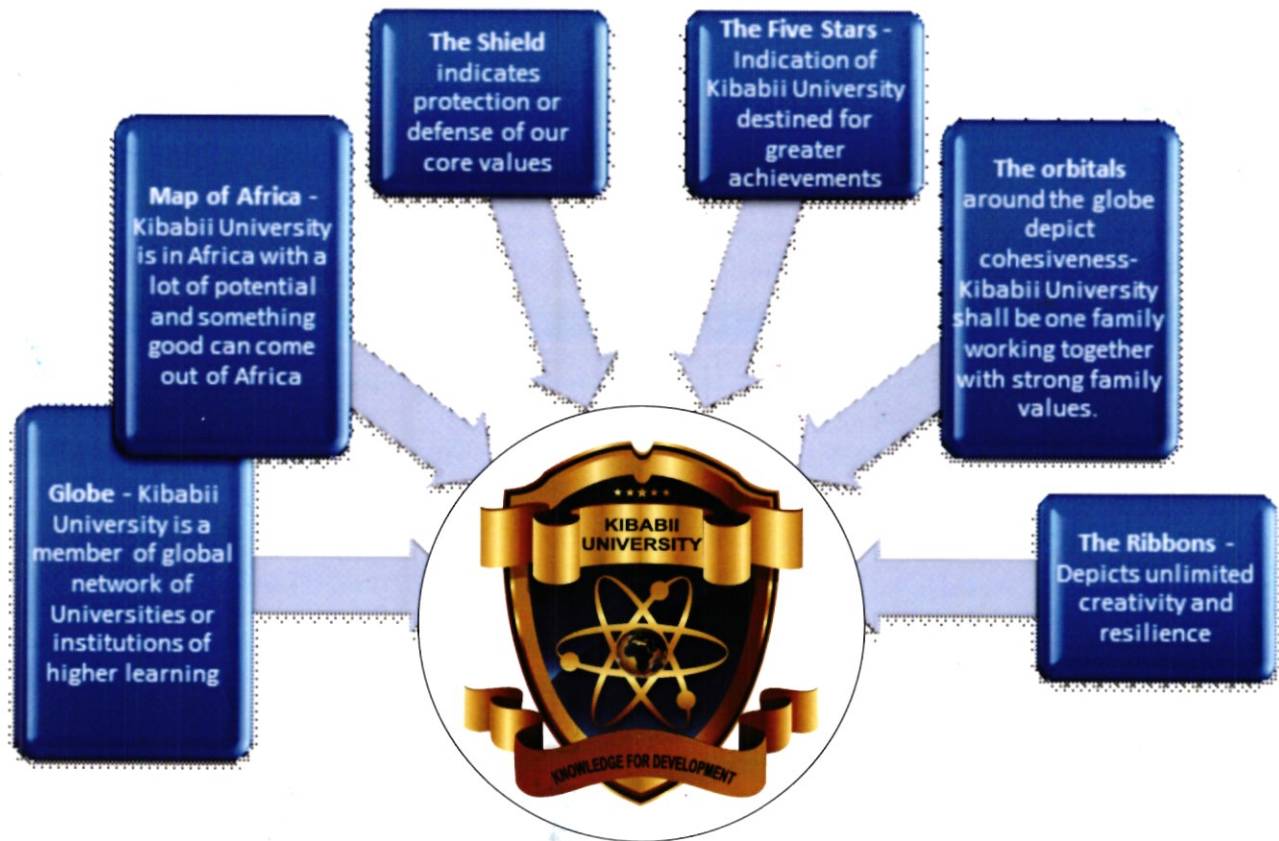 The Shield
indicates
protection or
defense of our
core values
The Five Stars -
Indication of
Kibabii University
destined for
greater
achievements
Map of Africa -
Kibabii University
is in Africa with a
lot of potential
and something
good can come
out of Africa
The orbitals
around the globe
depict
cohesiveness-
Kibabii University
shall be one family
working together
with strong family
values.
Globe - Kibabii
University is a
member of global
network of
Universities or
institutions of
higher learning
The Ribbons -
Depicts unlimited
creativity and
resilience
KIBABII
UNIVERSITY
KNOWLEDGE FOR DEVELOPMENT